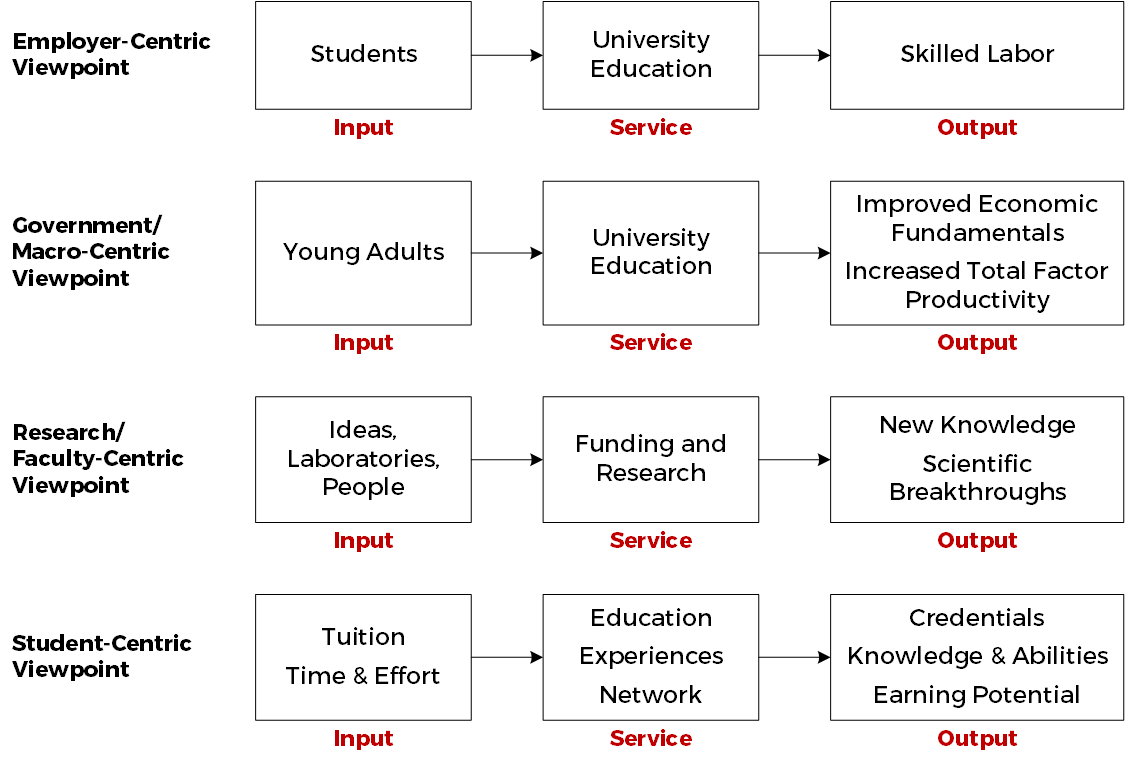 Employer-Centric
Viewpoint
Students
University
Education
Skilled Labor
Input
Service
Output
Government/
Macro-Centric
Viewpoint
Young Adults
University
Education
Improved Economic
Fundamentals
Increased Total Factor
Productivity
Input
Service
Output
Research/
Faculty-Centric
Viewpoint
Ideas,
Laboratories,
People
Funding and
Research
New Knowledge
Scientific
Breakthroughs
Input
Service
Output
Student-Centric
Viewpoint
Tuition
Time & Effort
Education
Experiences
Network
Credentials
Knowledge & Abilities
Earning Potential
Input
Service
Output